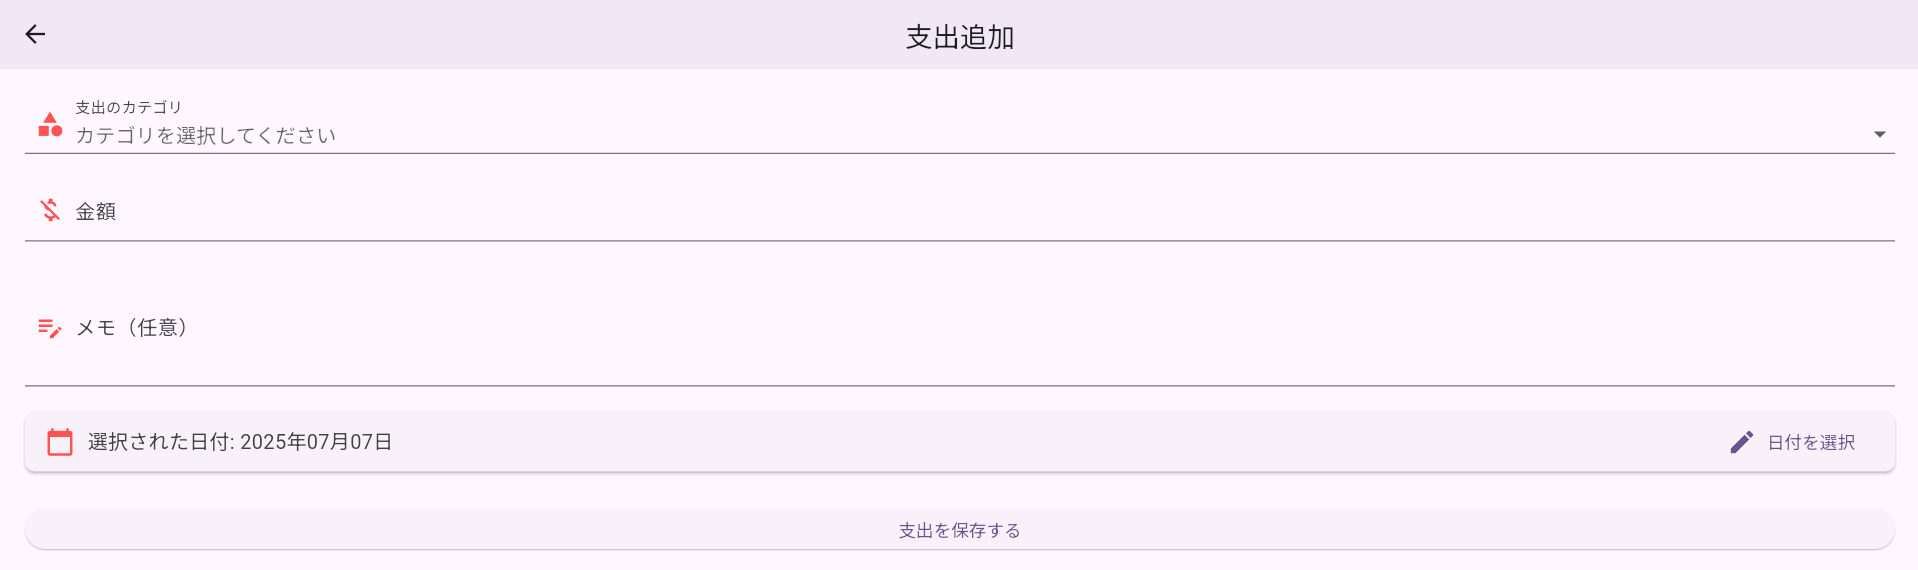 支出追加
支出のカテゴリ
カテゴリを選択してください
金額
メモ（任意）
選択された日付: 2025年07月07日
日付を選択
支出を保存する